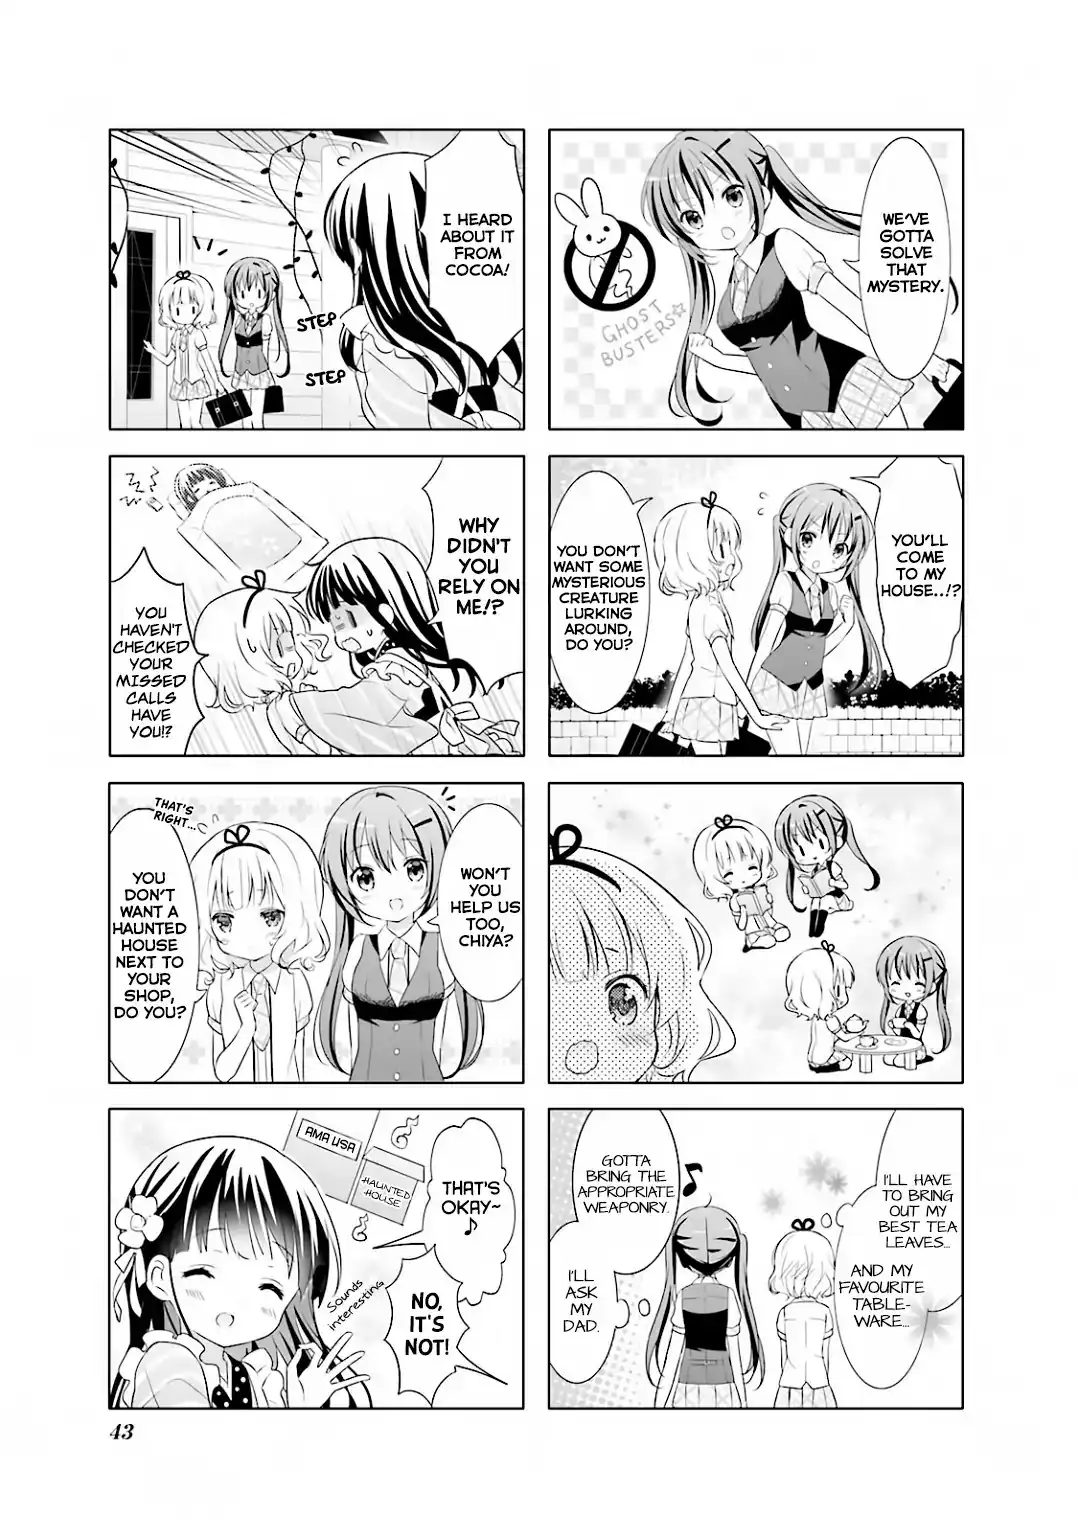 WE'VE
GOTTA
SOLVE
THAT
MYSTERY.
GHOST
BUSTERS☆
YOU'LL
COME
TO MY
HOUSE..!?
YOU DON'T
WANT SOME
MYSTERIOUS
CREATURE
LURKING
AROUND,
DO YOU?
I'LL HAVE
TO BRING
OUT MY
BEST TEA
LEAVES...
AND MY
FAVOURITE
TABLE-
WARE...
GOTTA
BRING THE
APPROPRIATE
WEAPONRY.
I'LL
ASK
MY
DAD.
I HEARD
ABOUT IT
FROM
COCOA!
STEP
STEP
WHY
DIDN'T
YOU
RELY ON
ME!?
YOU
HAVEN'T
CHECKED
YOUR
MISSED
CALLS
HAVE
YOU!?
WON'T
YOU
HELP US
TOO,
CHIYA?
THAT'S
RIGHT...
YOU
DON'T
WANT A
HAUNTED
HOUSE
NEXT TO
YOUR
SHOP,
DO YOU?
THAT'S
OKAY~
♪
AMA USA
HAUNTED
HOUSE
Sounds
interesting
NO,
IT'S
NOT!
43